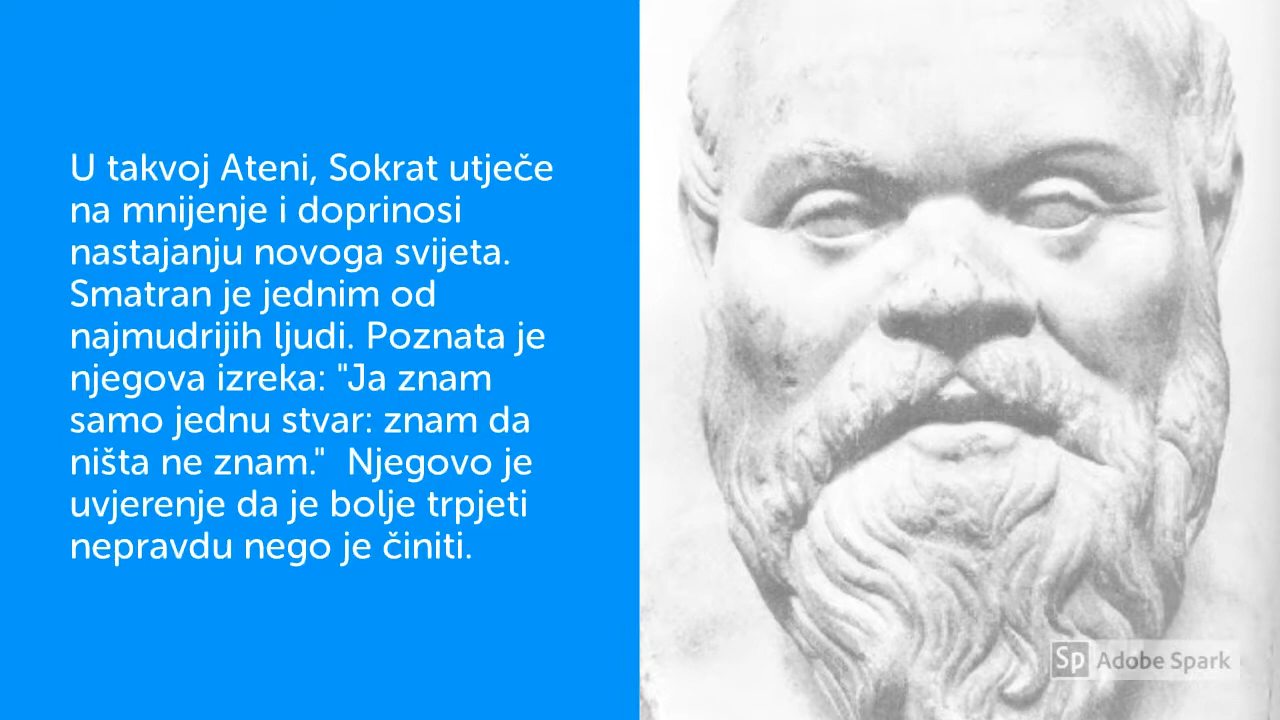 U takvoj Ateni, Sokrat utječe
na mnijenje i doprinosi
nastajanju novoga svijeta.
Smatran je jednim od
najmudrijih ljudi. Poznata je
njegova izreka: "Ja znam
samo jednu stvar: znam da
ništa ne znam."  Njegovo je
uvjerenje da je bolje trpjeti
nepravdu nego je činiti.
Sp Adobe Spark